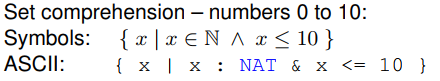 Set comprehension – numbers 0 to 10:
Symbols: { x | x ∈ ℕ ∧ x ≤ 10 }
ASCII: { x | x : NAT & x <= 10 }